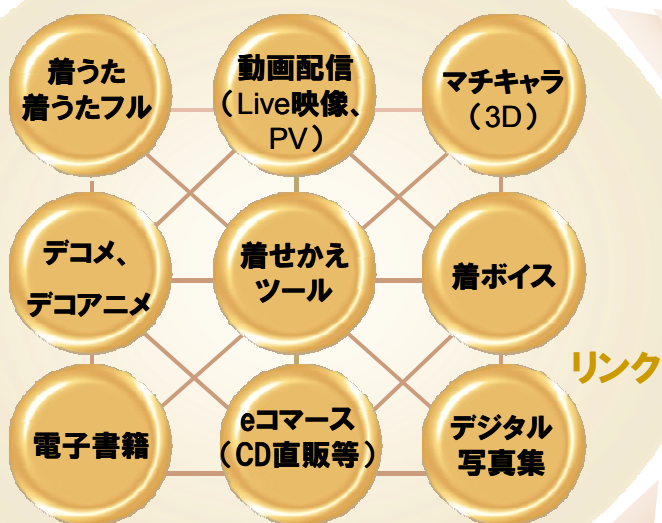 着うた
着うたフル
動画配信
（Live映像、
PV）
マチキャラ
（3D）
デコメ、
デコアニメ
着せかえ
ツール
着ボイス
リンク
電子書籍
eコマース
（CD直販等）
デジタル
写真集